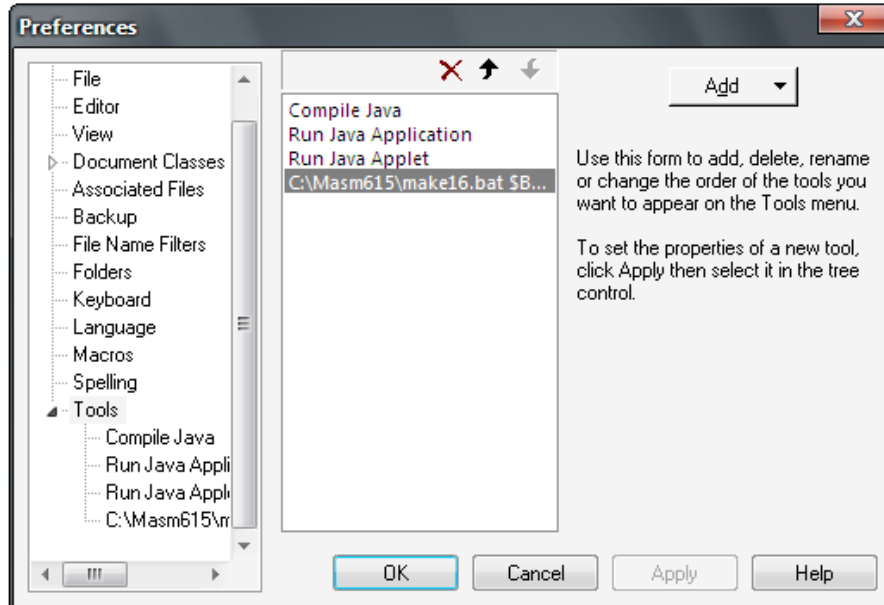 Preferences
File
Editor
View
Document Classes
Associated Files
Backup
File Name Filters
Folders
Keyboard
Language
Macros
Spelling
Tools
Compile Java
Run Java Appli
Run Java Appl
C:\Masm615\m
Compile Java
Run Java Application
Run Java Applet
C:\Masm615\make16.bat $B...
Add
Use this form to add, delete, rename
or change the order of the tools you
want to appear on the Tools menu.
To set the properties of a new tool,
click Apply then select it in the tree
control.
OK
Cancel
Apply
Help